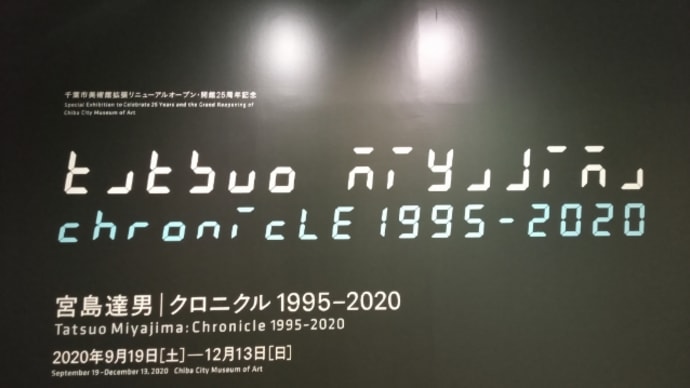 千葉市美術館拡張リニューアルオープン・開館25周年記念
Special Exhibition to Celebrate 25 Years and the Grand Reopening of
Chiba City Museum of Art
tatsuo miyajima
chronicLE 1995-2020
宮島達男|クロニクル 1995–2020
Tatsuo Miyajima: Chronicle 1995-2020
2020年9月19日[土]—12月13日[日]
September 19 - December 13, 2020 Chiba City Museum of Art